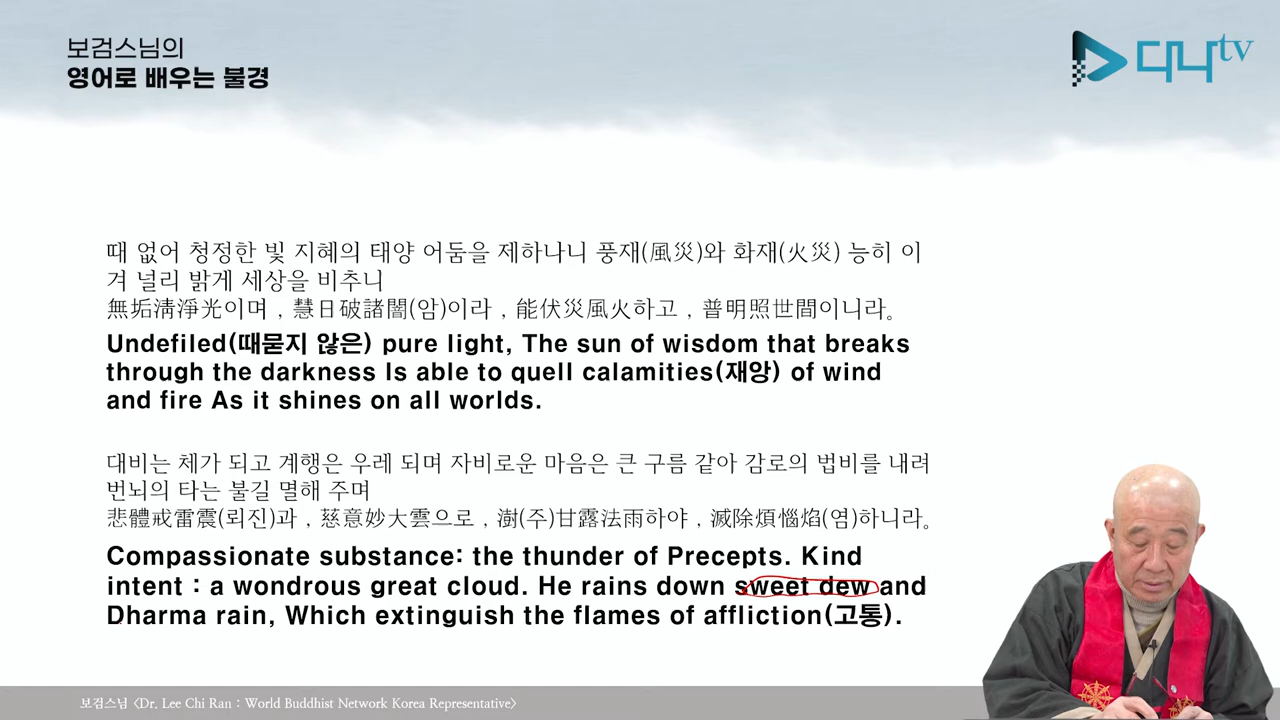 보검스님의
영어로 배우는 불경
디나tv
때 없어 청정한 빛 지혜의 태양 어둠을 제하나니 풍재(風災)와 화재(火災) 능히 이
겨 널리 밝게 세상을 비추니
無垢淸淨光이며 , 慧日破諸闇(암)이라 , 能伏災風火하고 , 普明照世間이니라。
Undefiled(때묻지 않은) pure light, The sun of wisdom that breaks
through the darkness Is able to quell calamities(재앙) of wind
and fire As it shines on all worlds.
대비는 체가 되고 계행은 우레 되며 자비로운 마음은 큰 구름 같아 감로의 법비를 내려
번뇌의 타는 불길 멸해 주며
悲體戒雷震(뢰진)과 , 慈意妙大雲으로 , 澍(주)甘露法雨하야 , 滅除煩惱焰(염)하니라。
Compassionate substance: the thunder of Precepts. Kind
intent : a wondrous great cloud. He rains down sweet dew and
Dharma rain, Which extinguish the flames of affliction(고통).
보검스님 <Dr. Lee Chi Ran : World Buddhist Network Korea Representative>